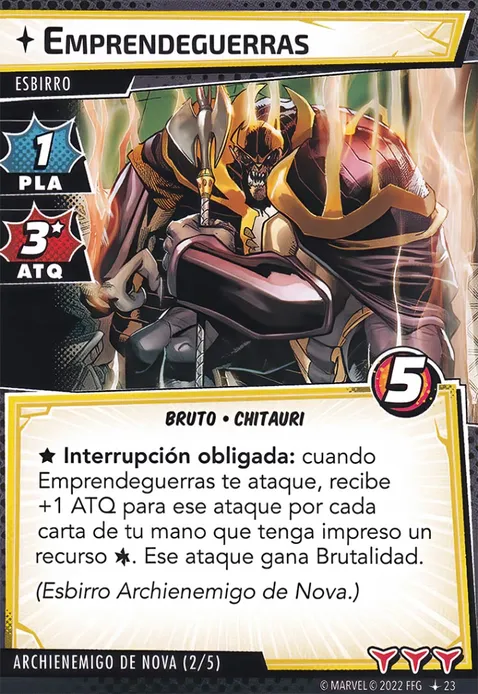 EMPRENDEGUERRAS
ESBIRRO
1
PLA
3★
ATQ
5
BRUTO • CHITAURI
★ Interrupción obligada: cuando
Emprendeguerras te ataque, recibe
+1 ATQ para ese ataque por cada
carta de tu mano que tenga impreso un
recurso. Ese ataque gana Brutalidad.
(Esbirro Archienemigo de Nova.)
ARCHIENEMIGO DE NOVA (2/5)
© MARVEL © 2022 FFG 23